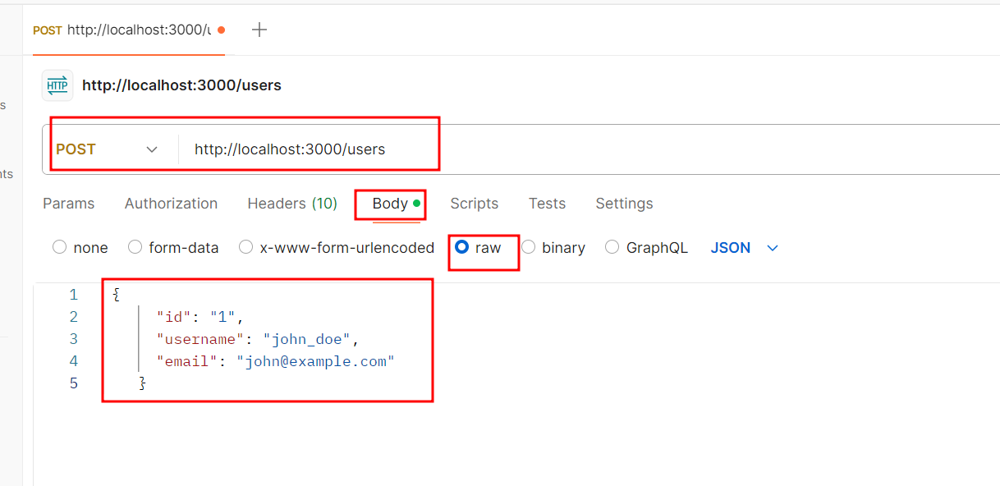 POST http://localhost:3000/u
HTTP http://localhost:3000/users
s
POST http://localhost:3000/users
nts
Params Authorization Headers (10) Body Scripts Tests Settings
none form-data x-www-form-urlencoded raw binary GraphQL JSON
1 {
2 "id": "1",
3 "username": "john_doe",
4 "email": "john@example.com"
5 }